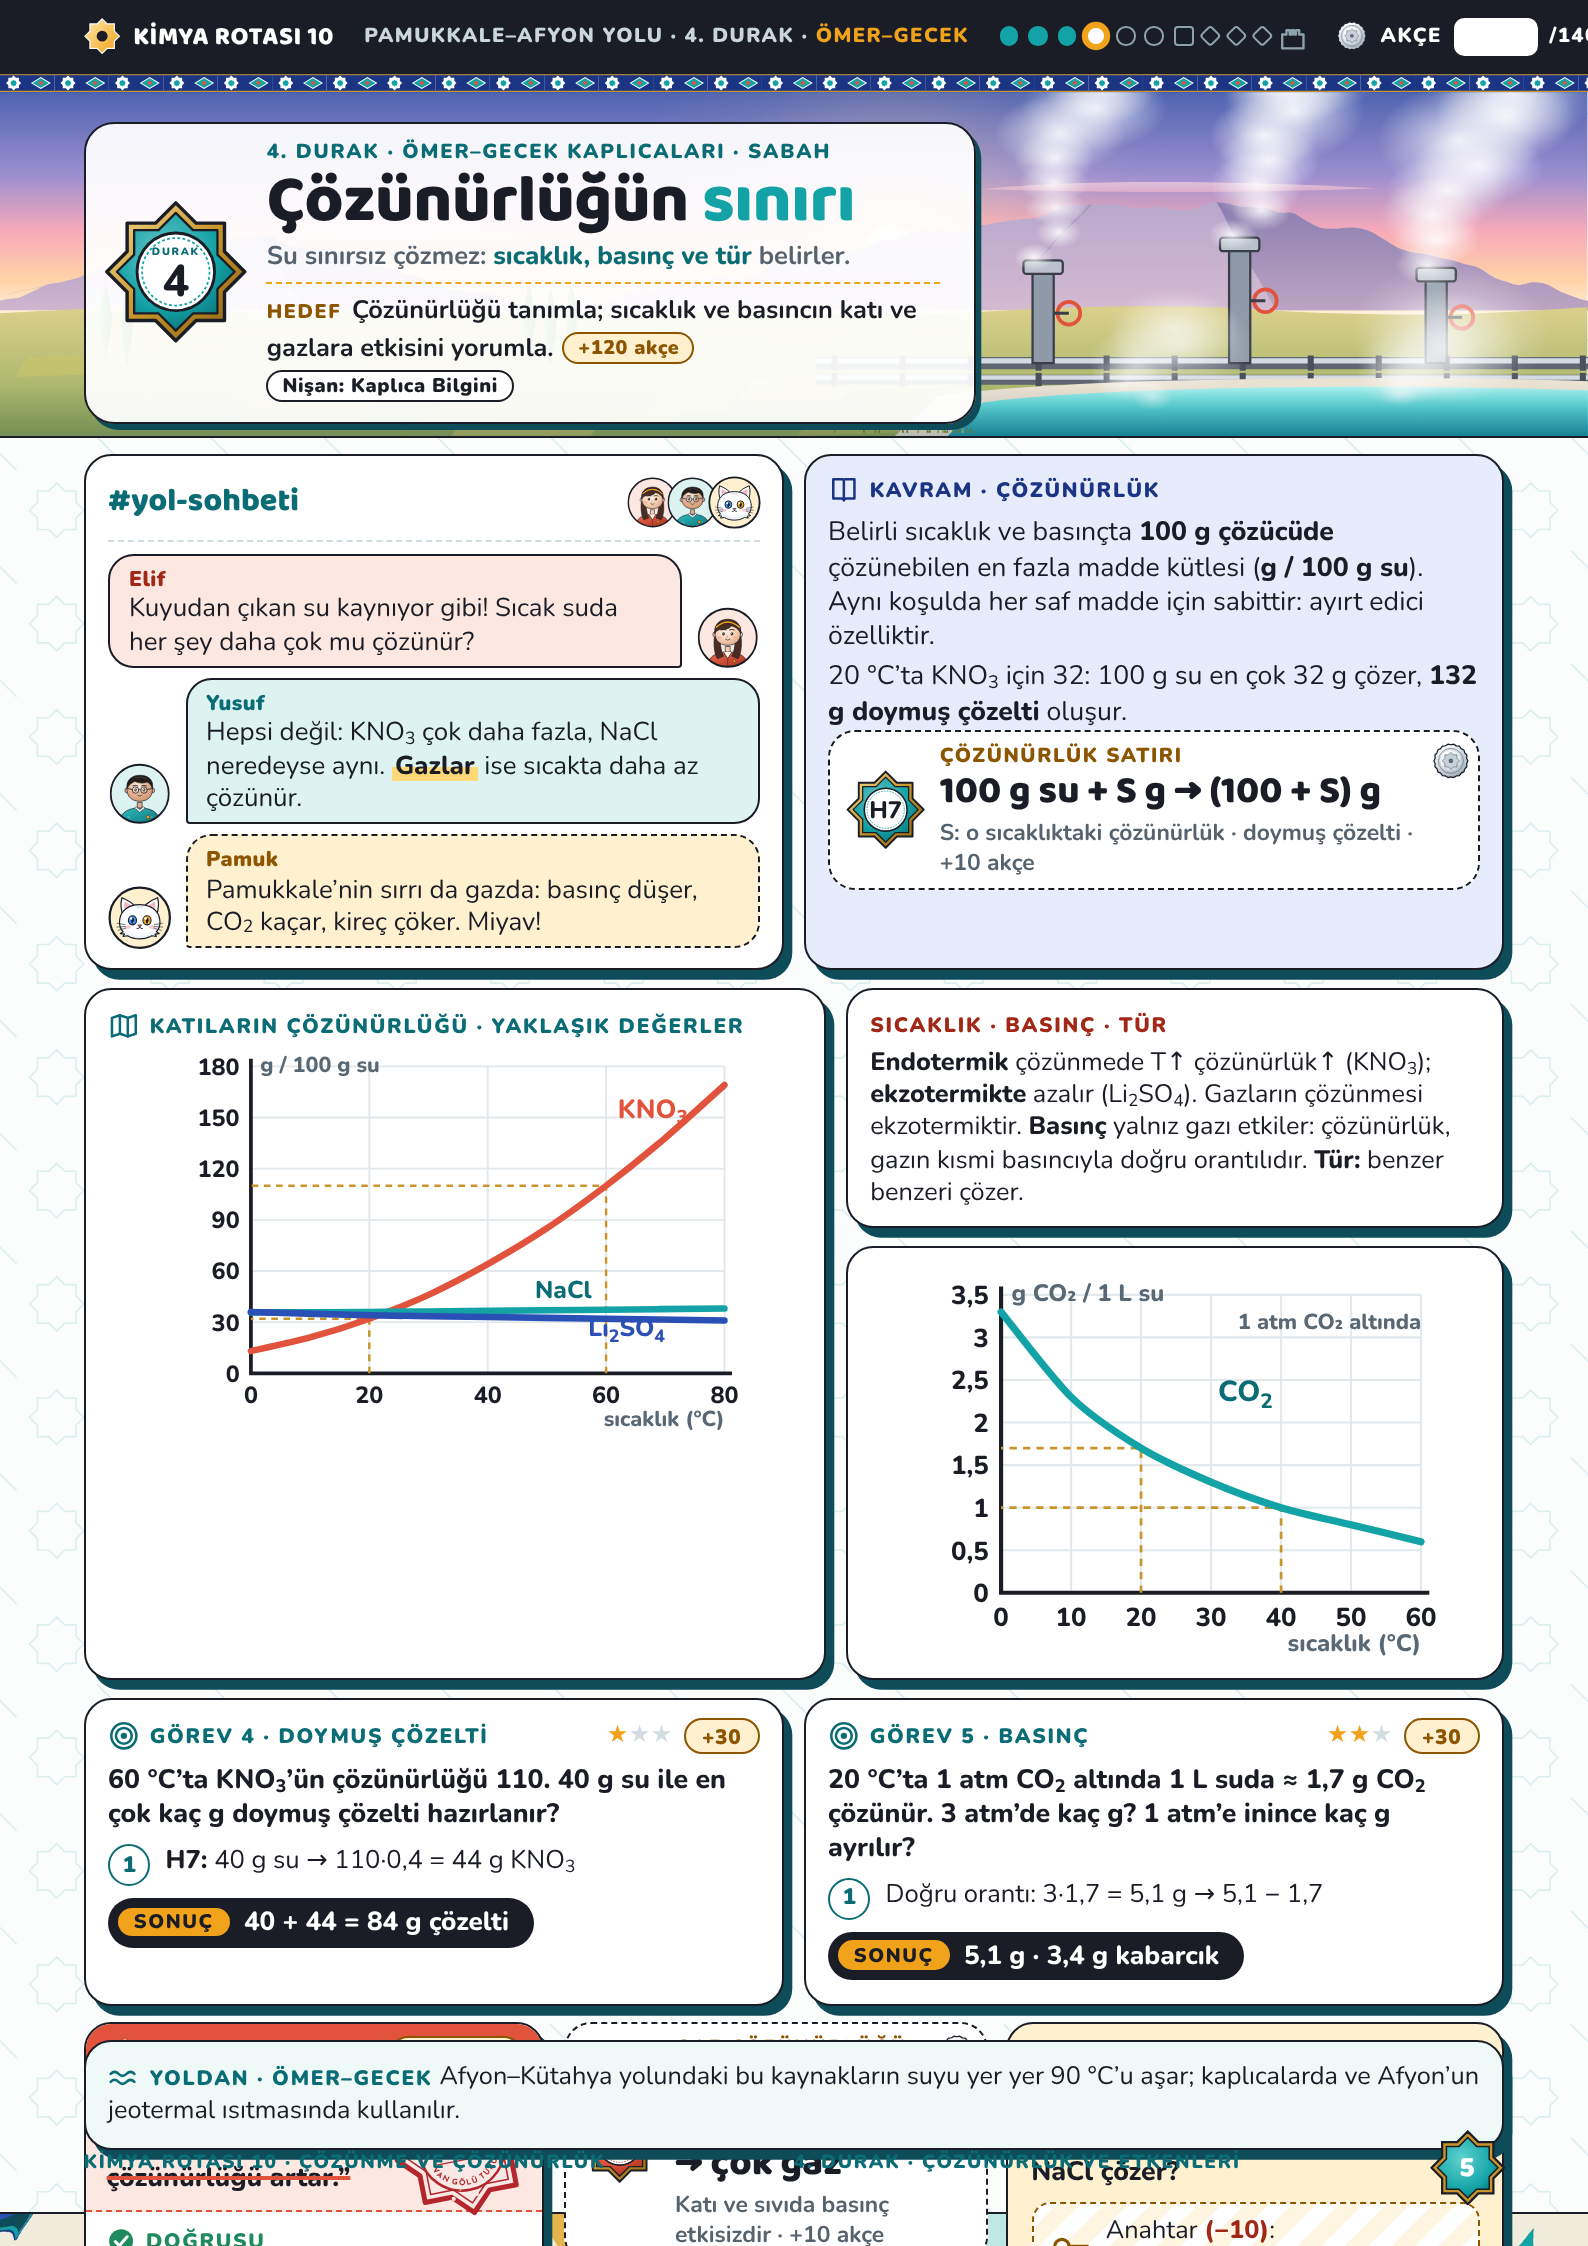 KİMYA ROTASI 10
PAMUKKALE–AFYON YOLU · 4. DURAK · ÖMER–GECEK
AKÇE
/140
4. DURAK · ÖMER–GECEK KAPLICALARI · SABAH
Çözünürlüğün sınırı
DURAK
4
Su sınırsız çözmez: sıcaklık, basınç ve tür belirler.
HEDEF Çözünürlüğü tanımla; sıcaklık ve basıncın katı ve
gazlara etkisini yorumla. +120 akçe
Nişan: Kaplıca Bilgini
#yol-sohbeti
Elif
Kuyudan çıkan su kaynıyor gibi! Sıcak suda
her şey daha çok mu çözünür?
Yusuf
Hepsi değil: KNO₃ çok daha fazla, NaCl
neredeyse aynı. Gazlar ise sıcakta daha az
çözünür.
Pamuk
Pamukkale’nin sırrı da gazda: basınç düşer,
CO₂ kaçar, kireç çöker. Miyav!
KAVRAM · ÇÖZÜNÜRLÜK
Belirli sıcaklık ve basınçta 100 g çözücüde
çözünebilen en fazla madde kütlesi (g / 100 g su).
Aynı koşulda her saf madde için sabittir: ayırt edici
özelliktir.
20 °C’ta KNO₃ için 32: 100 g su en çok 32 g çözer, 132
g doymuş çözelti oluşur.
ÇÖZÜNÜRLÜK SATIRI
H7
100 g su + S g → (100 + S) g
S: o sıcaklıktaki çözünürlük · doymuş çözelti ·
+10 akçe
KATILARIN ÇÖZÜNÜRLÜĞÜ · YAKLAŞIK DEĞERLER
g / 100 g su
180
150
120
90
60
30
0
KNO₃
NaCl
Li₂SO₄
0 20 40 60 80
sıcaklık (°C)
SICAKLIK · BASINÇ · TÜR
Endotermik çözünmede T↑ çözünürlük↑ (KNO₃);
ekzotermikte azalır (Li₂SO₄). Gazların çözünmesi
ekzotermiktir. Basınç yalnız gazı etkiler: çözünürlük,
gazın kısmi basıncıyla doğru orantılıdır. Tür: benzer
benzeri çözer.
g CO₂ / 1 L su
1 atm CO₂ altında
3,5
3
2,5
2
1,5
1
0,5
0
CO₂
0 10 20 30 40 50 60
sıcaklık (°C)
GÖREV 4 · DOYMUŞ ÇÖZELTİ
+30
60 °C’ta KNO₃’ün çözünürlüğü 110. 40 g su ile en
çok kaç g doymuş çözelti hazırlanır?
1 H7: 40 g su → 110·0,4 = 44 g KNO₃
SONUÇ 40 + 44 = 84 g çözelti
GÖREV 5 · BASINÇ
+30
20 °C’ta 1 atm CO₂ altında 1 L suda ≈ 1,7 g CO₂
çözünür. 3 atm’de kaç g? 1 atm’e inince kaç g
ayrılır?
1 Doğru orantı: 3·1,7 = 5,1 g → 5,1 − 1,7
SONUÇ 5,1 g · 3,4 g kabarcık
YOLDAN · ÖMER–GECEK Afyon–Kütahya yolundaki bu kaynakların suyu yer yer 90 °C’u aşar; kaplıcalarda ve Afyon’un
jeotermal ısıtmasında kullanılır.
KİMYA ROTASI 10 · ÇÖZÜNME VE ÇÖZÜNÜRLÜK
4. DURAK · ÇÖZÜNÜRLÜK VE ETKENLERİ
5
çözünürlüğü artar.”
→ çok gaz
NaCl çözer?
Katı ve sıvıda basınç
etkisizdir · +10 akçe
Anahtar (−10):
DOĞRUSU